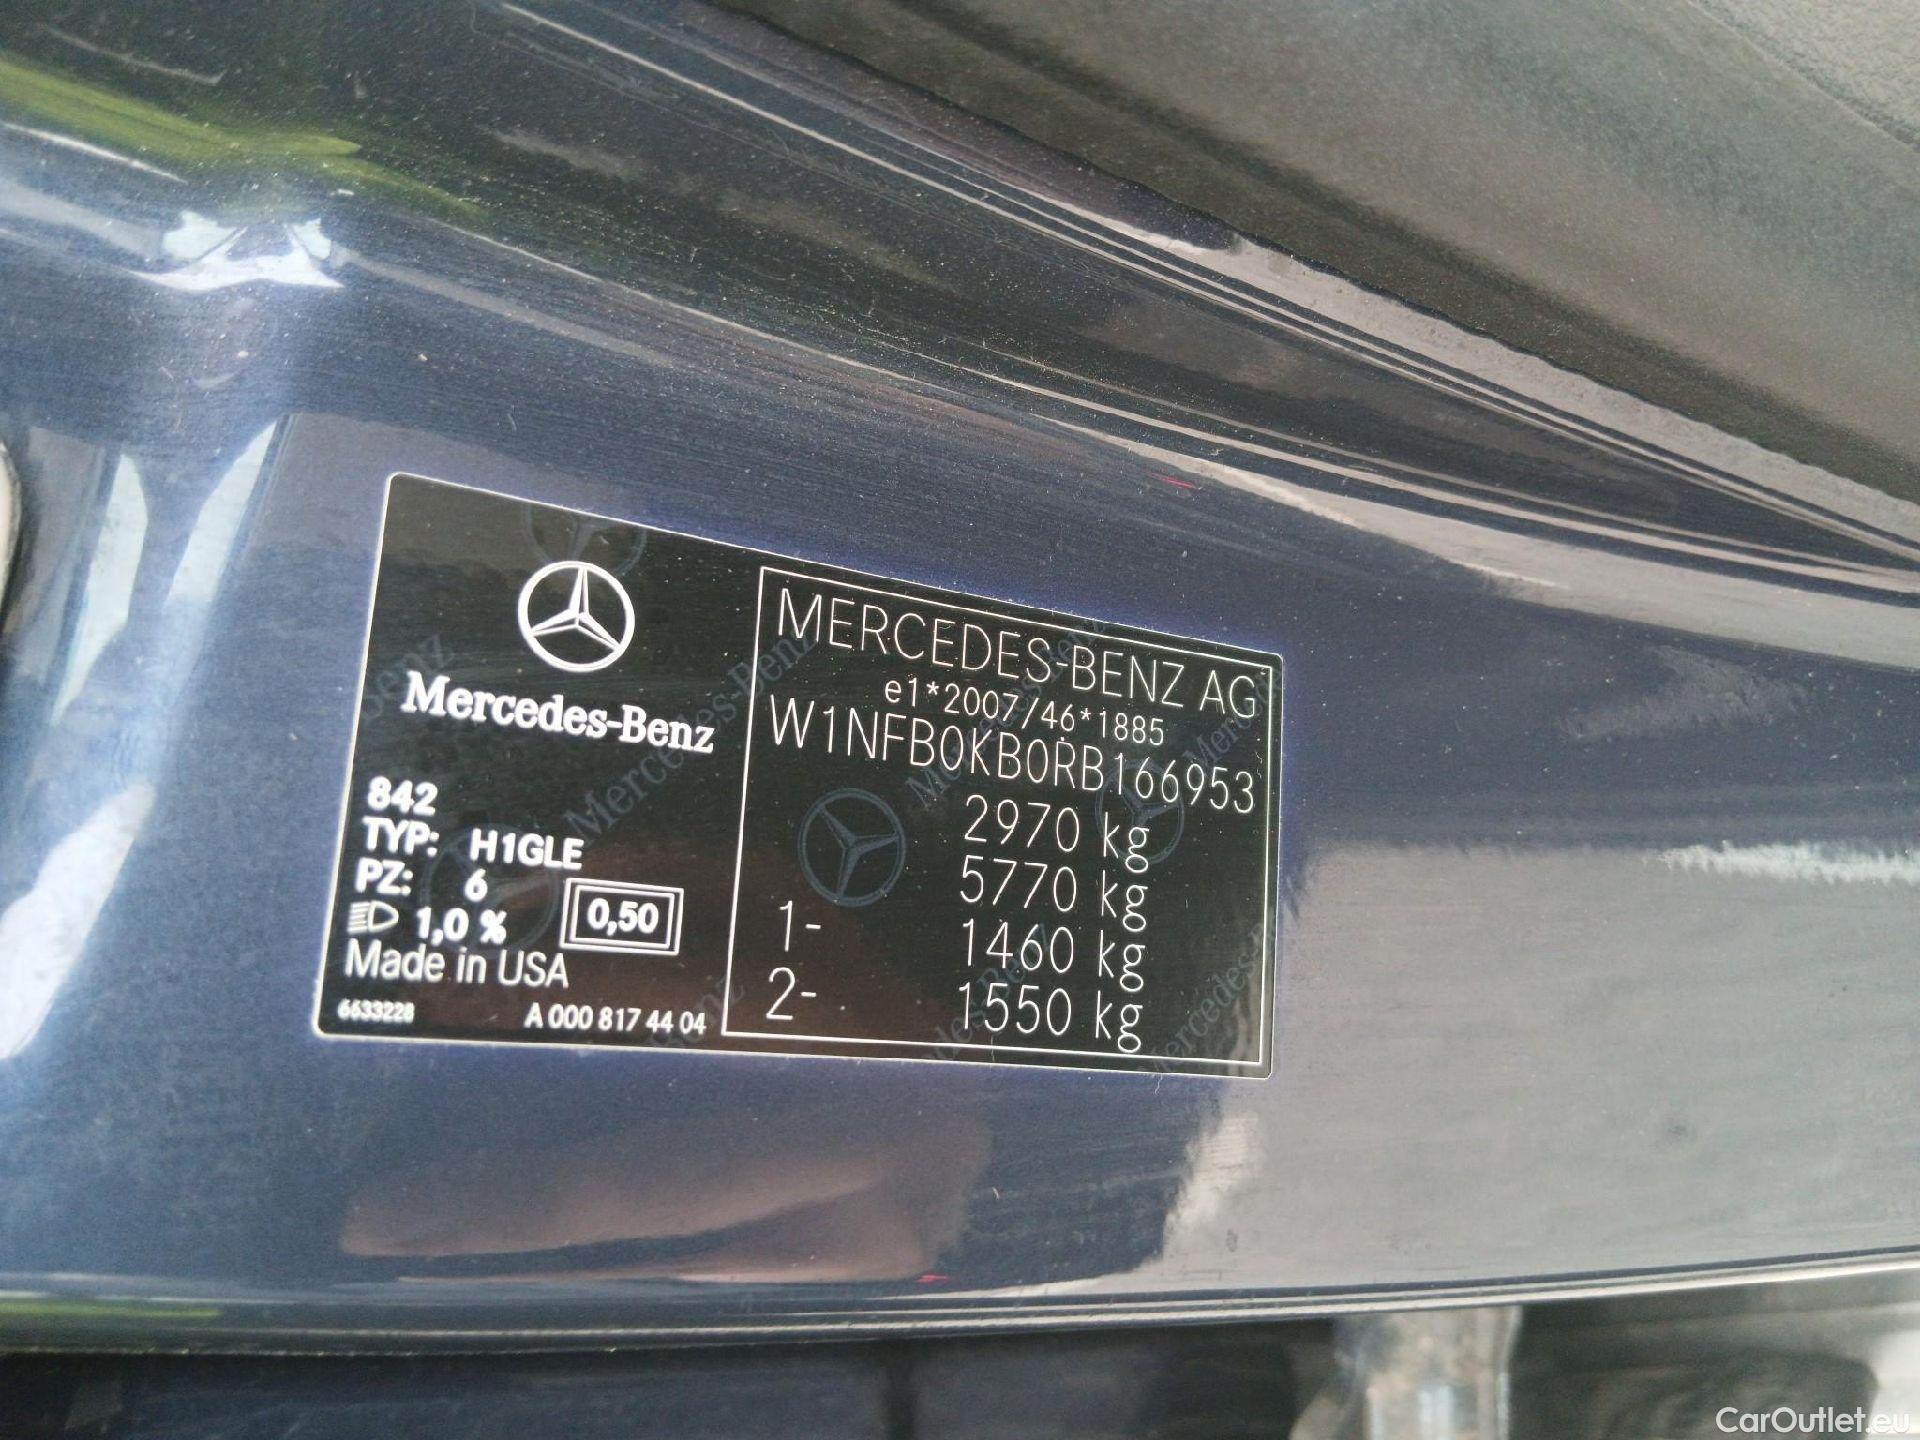 Mercedes-Benz
842
TYP: H1GLE
PZ: 6
1,0 % 0,50
Made in USA
6633228 A 000 817 44 04
MERCEDES-BENZ AG
e1*2007/46*1885
W1NFB0KB0RB166953
2970 kg
5770 kg
1- 1460 kg
2- 1550 kg
CarOutlet.eu